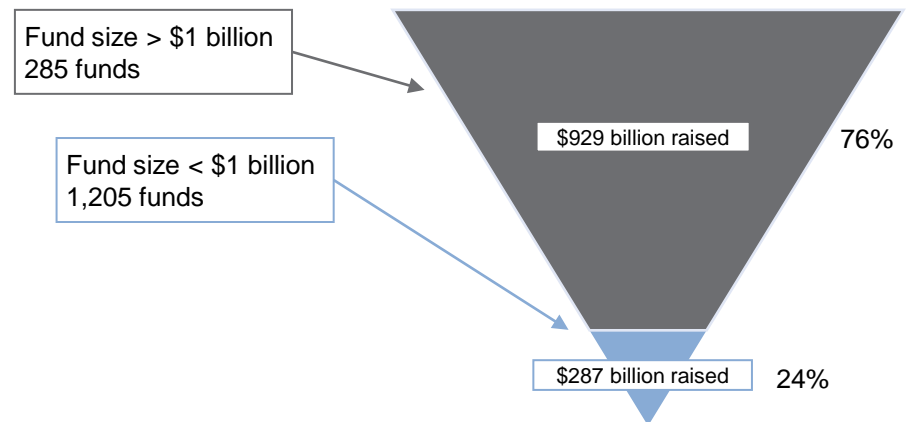 Fund size > $1 billion
285 funds
$929 billion raised
76%
Fund size < $1 billion
1,205 funds
$287 billion raised
24%